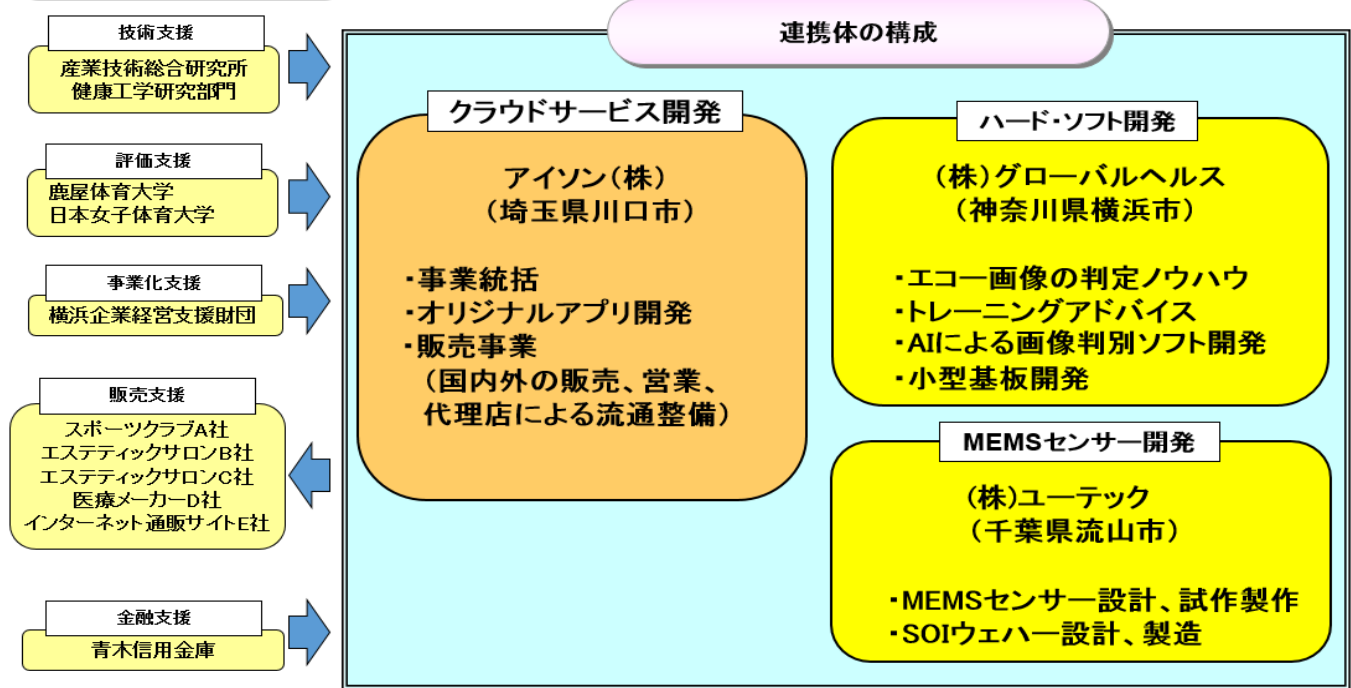 技術支援
産業技術総合研究所
健康工学研究部門
評価支援
鹿屋体育大学
日本女子体育大学
事業化支援
横浜企業経営支援財団
販売支援
スポーツクラブA社
エステティックサロンB社
エステティックサロンC社
医療メーカーD社
インターネット通販サイトE社
金融支援
青木信用金庫
連携体の構成
クラウドサービス開発
アイソン(株)
(埼玉県川口市)
・事業統括
・オリジナルアプリ開発
・販売事業
(国内外の販売、営業、
代理店による流通整備)
ハード・ソフト開発
(株)グローバルヘルス
(神奈川県横浜市)
・エコー画像の判定ノウハウ
・トレーニングアドバイス
・AIによる画像判別ソフト開発
・小型基板開発
MEMSセンサー開発
(株)ユーテック
(千葉県流山市)
・MEMSセンサー設計、試作製作
・SOIウェハー設計、製造